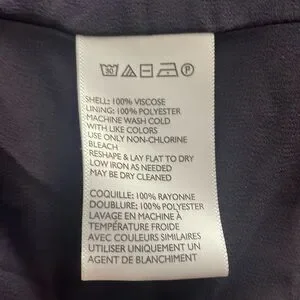 30
P
SHELL: 100% VISCOSE
LINING: 100% POLYESTER
MACHINE WASH COLD
WITH LIKE COLORS
USE ONLY NON-CHLORINE
BLEACH
RESHAPE & LAY FLAT TO DRY
LOW IRON AS NEEDED
MAY BE DRY CLEANED
COQUILLE: 100% RAYONNE
DOUBLURE: 100% POLYESTER
LAVAGE EN MACHINE À
TEMPÉRATURE FROIDE
AVEC COULEURS SIMILAIRES
UTILISER UNIQUEMENT UN
AGENT DE BLANCHIMENT